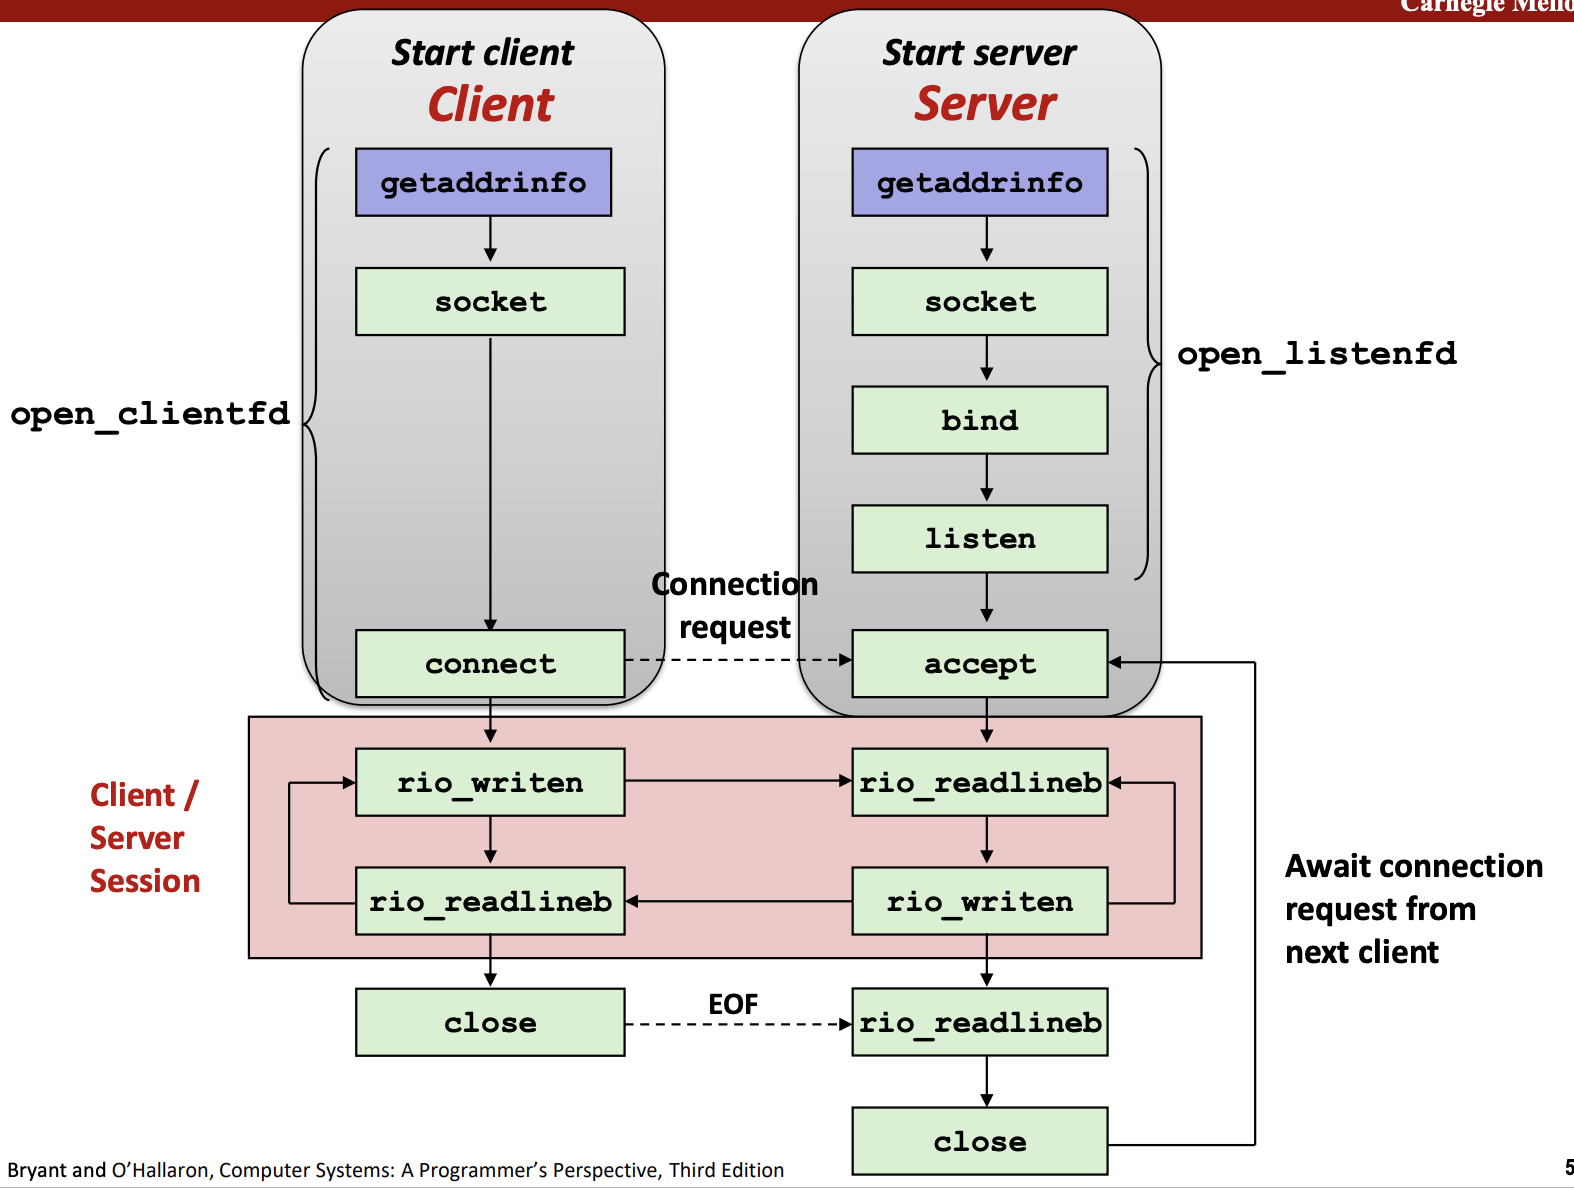 Carnegie
Start client
Client
Start server
Server
getaddrinfo
getaddrinfo
socket
socket
open_clientfd
bind
open_listenfd
listen
Connection
request
connect
accept
Client /
Server
Session
rio_writen
rio_readlineb
rio_readlineb
rio_writen
Await connection
request from
next client
close
EOF
rio_readlineb
close
Bryant and O’Hallaron, Computer Systems: A Programmer’s Perspective, Third Edition